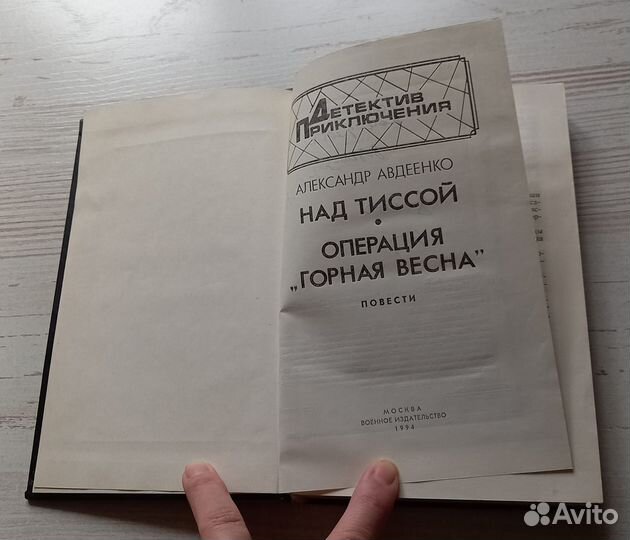 ДЕТЕКТИВ
ПРИКЛЮЧЕНИЯ
АЛЕКСАНДР АВДЕЕНКО
НАД ТИССОЙ
•
ОПЕРАЦИЯ
„ГОРНАЯ ВЕСНА"
ПОВЕСТИ
МОСКВА
ВОЕННОЕ ИЗДАТЕЛЬСТВО
1994
Avito